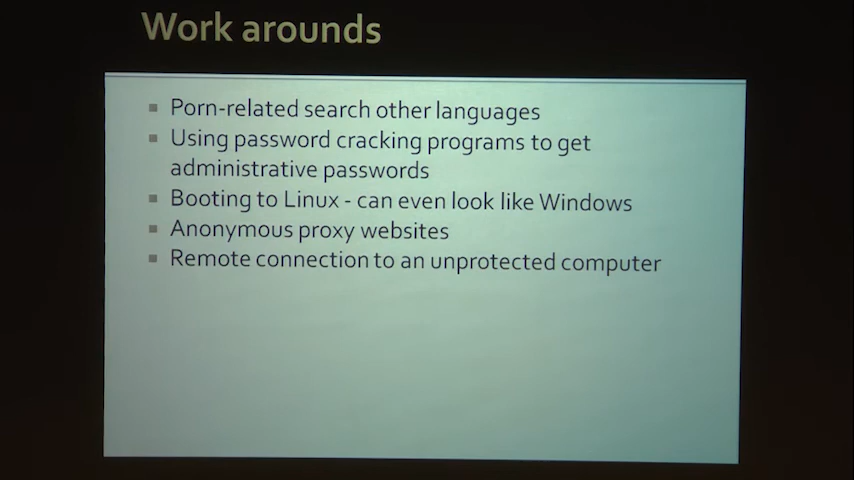 Work arounds
Porn-related search other languages
Using password cracking programs to get
administrative passwords
Booting to Linux - can even look like Windows
Anonymous proxy websites
Remote connection to an unprotected computer